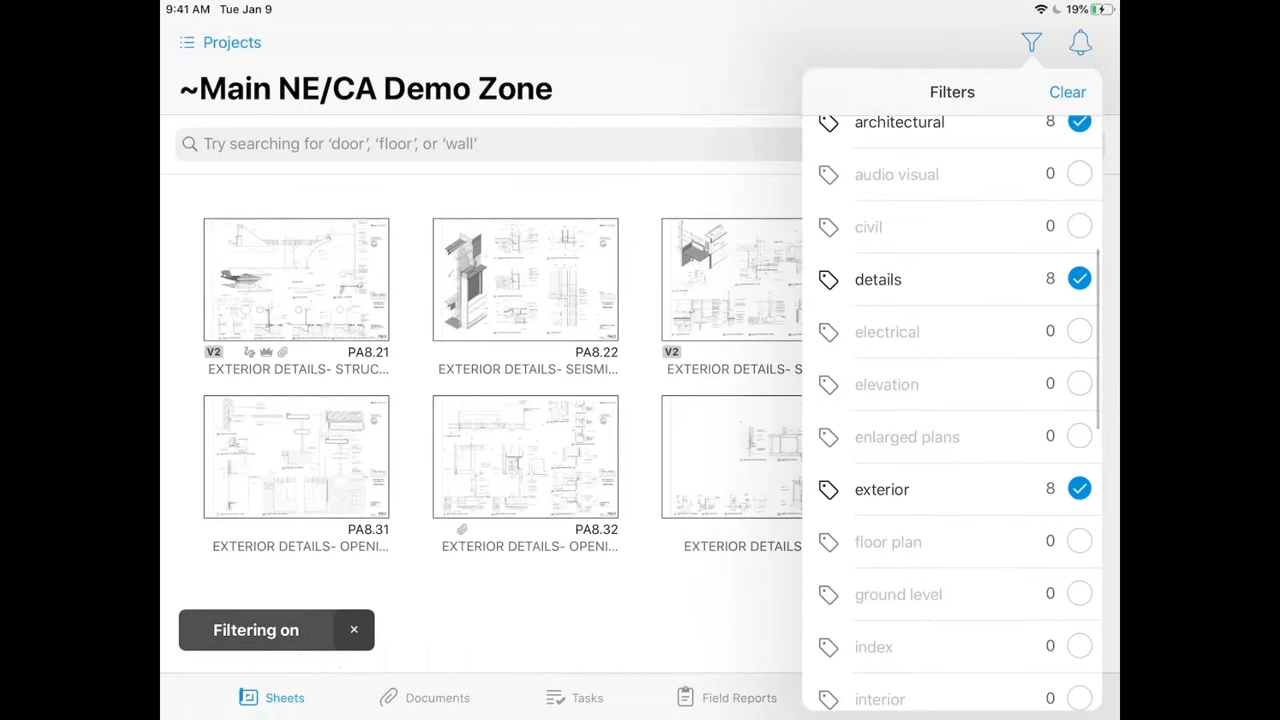 9:41 AM Tue Jan 9
19%
Projects
~Main NE/CA Demo Zone
Try searching for ‘door’, ‘floor’, or ‘wall’
Filters
Clear
architectural 8
audio visual 0
civil 0
details 8
electrical 0
elevation 0
enlarged plans 0
exterior 8
floor plan 0
ground level 0
index 0
interior 0
V2 PA8.21
EXTERIOR DETAILS- STRUC...
PA8.22
EXTERIOR DETAILS- SEISMI...
V2
EXTERIOR DETAILS- S
PA8.31
EXTERIOR DETAILS- OPENI...
PA8.32
EXTERIOR DETAILS- OPENI...
EXTERIOR DETAILS
Filtering on ×
Sheets
Documents
Tasks
Field Reports